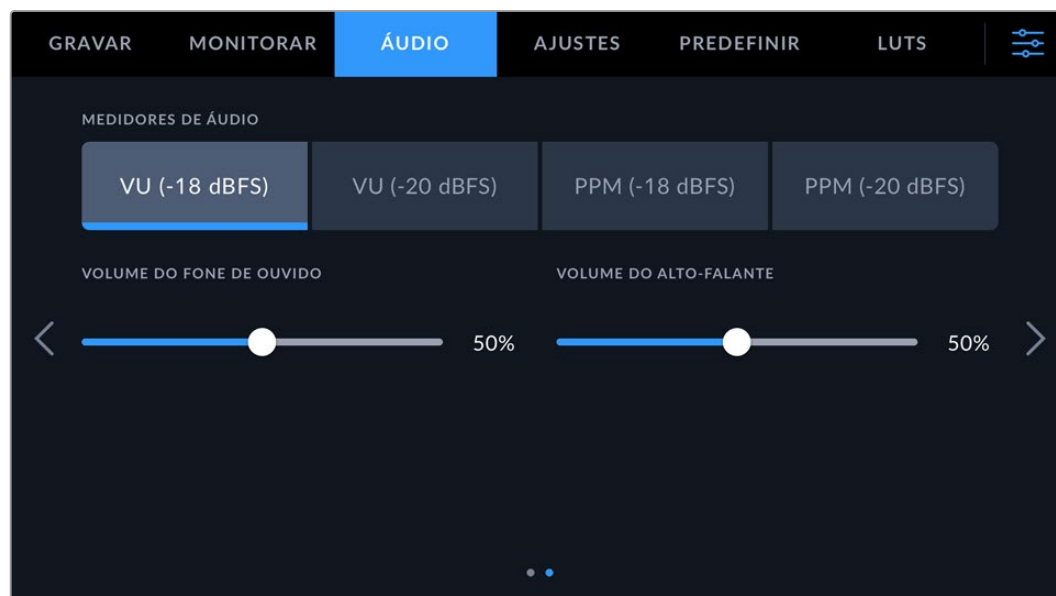 GRAVAR MONITORAR ÁUDIO AJUSTES PREDEFINIR LUTS
MEDIDORES DE ÁUDIO
VU (-18 dBFS) VU (-20 dBFS) PPM (-18 dBFS) PPM (-20 dBFS)
VOLUME DO FONE DE OUVIDO VOLUME DO ALTO-FALANTE
50% 50%